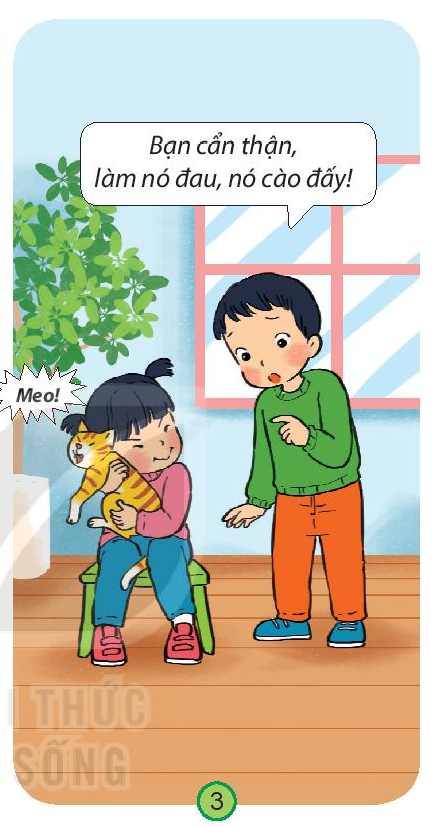 Bạn cẩn thận,
làm nó đau, nó cào đấy!
Meo!
I THỨC
SỐNG
3